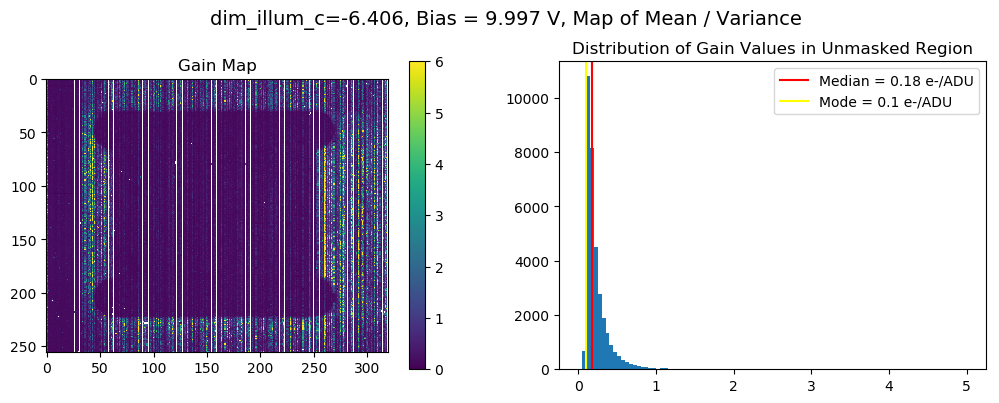 dim_illum_c=-6.406, Bias = 9.997 V, Map of Mean / Variance
Gain Map
0
50
100
150
200
250
0 50 100 150 200 250 300
6
5
4
3
2
1
0
Distribution of Gain Values in Unmasked Region
Median = 0.18 e-/ADU
Mode = 0.1 e-/ADU
10000
8000
6000
4000
2000
0
0 1 2 3 4 5